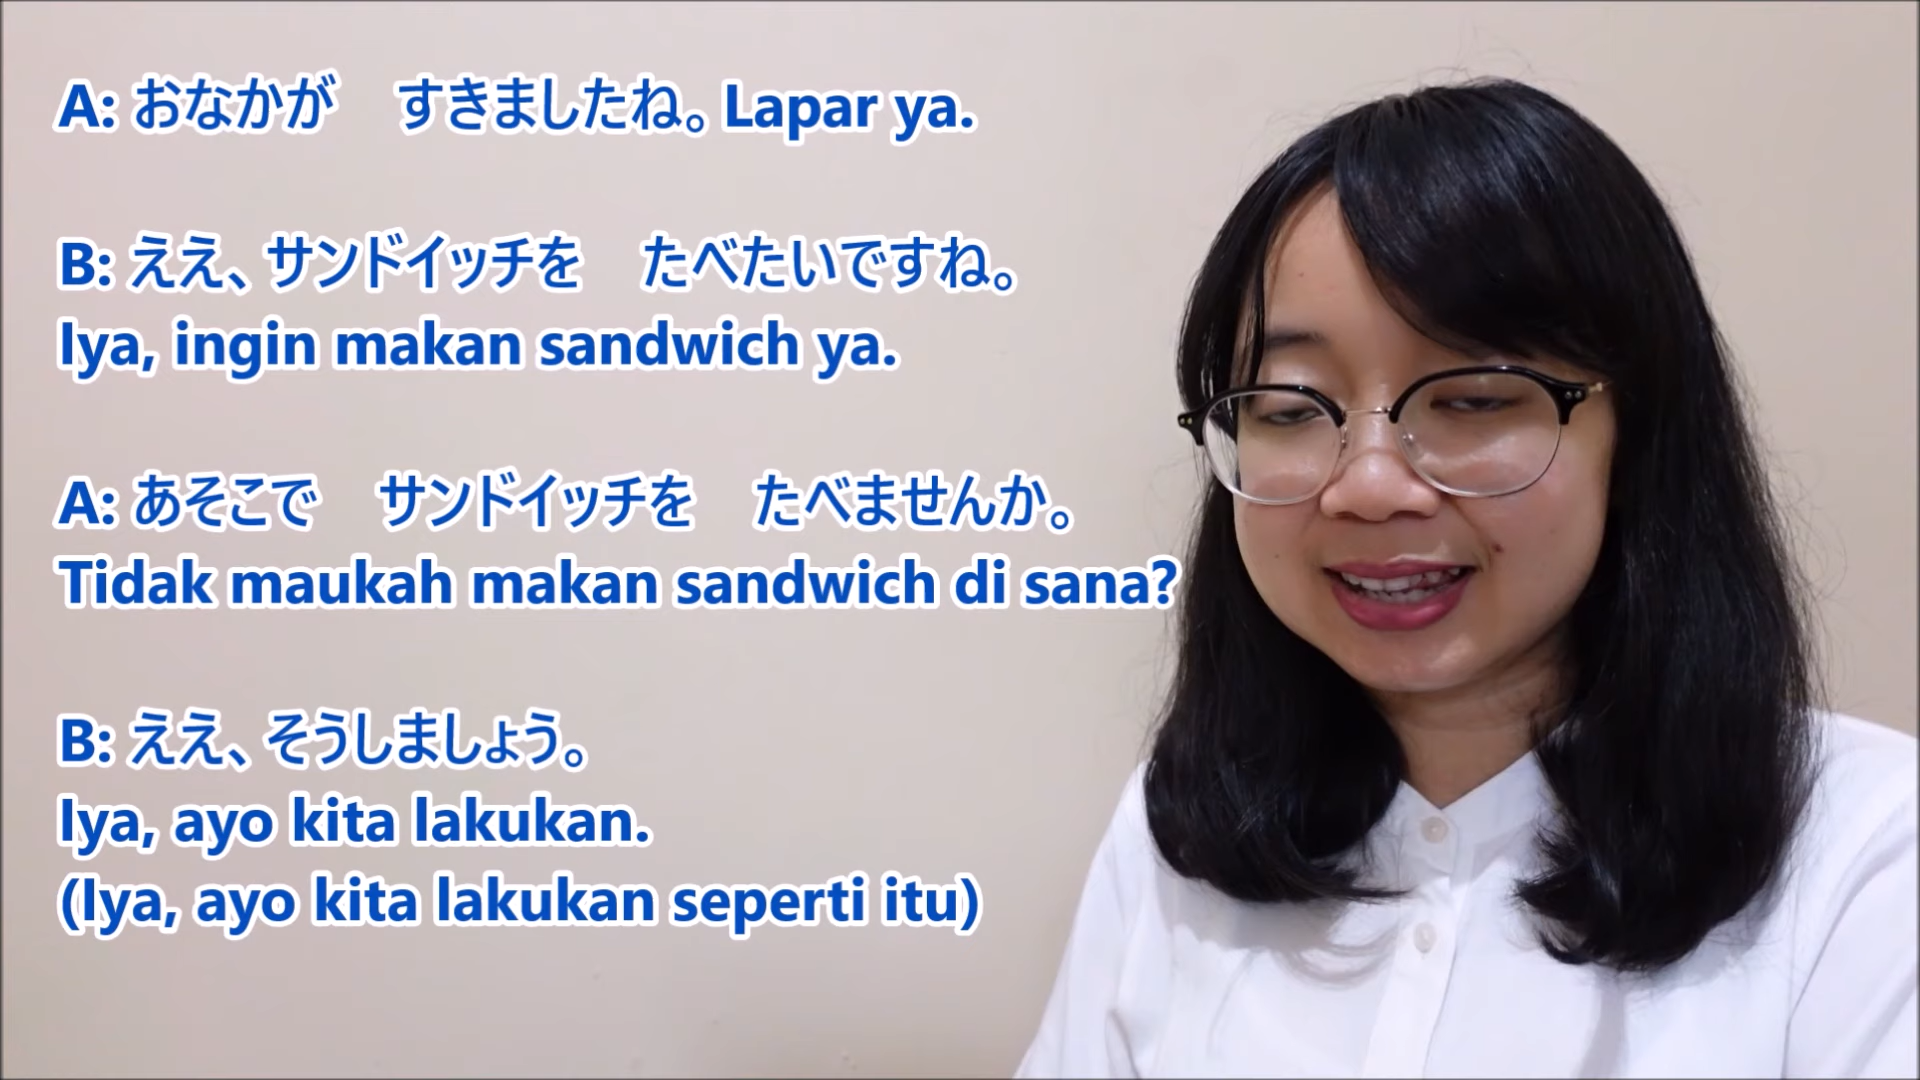 A: おなかが　すきましたね。Lapar ya.
B: ええ、サンドイッチを　たべたいですね。
Iya, ingin makan sandwich ya.
A: あそこで　サンドイッチを　たべませんか。
Tidak maukah makan sandwich di sana?
B: ええ、そうしましょう。
Iya, ayo kita lakukan.
(Iya, ayo kita lakukan seperti itu)